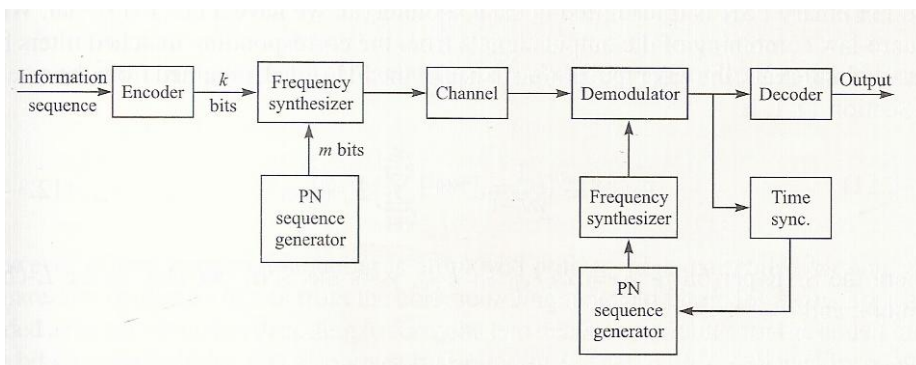 Information
sequence
Encoder
k
bits
Frequency
synthesizer
Channel
Demodulator
Decoder
Output
m bits
PN
sequence
generator
Frequency
synthesizer
Time
sync.
PN
sequence
generator